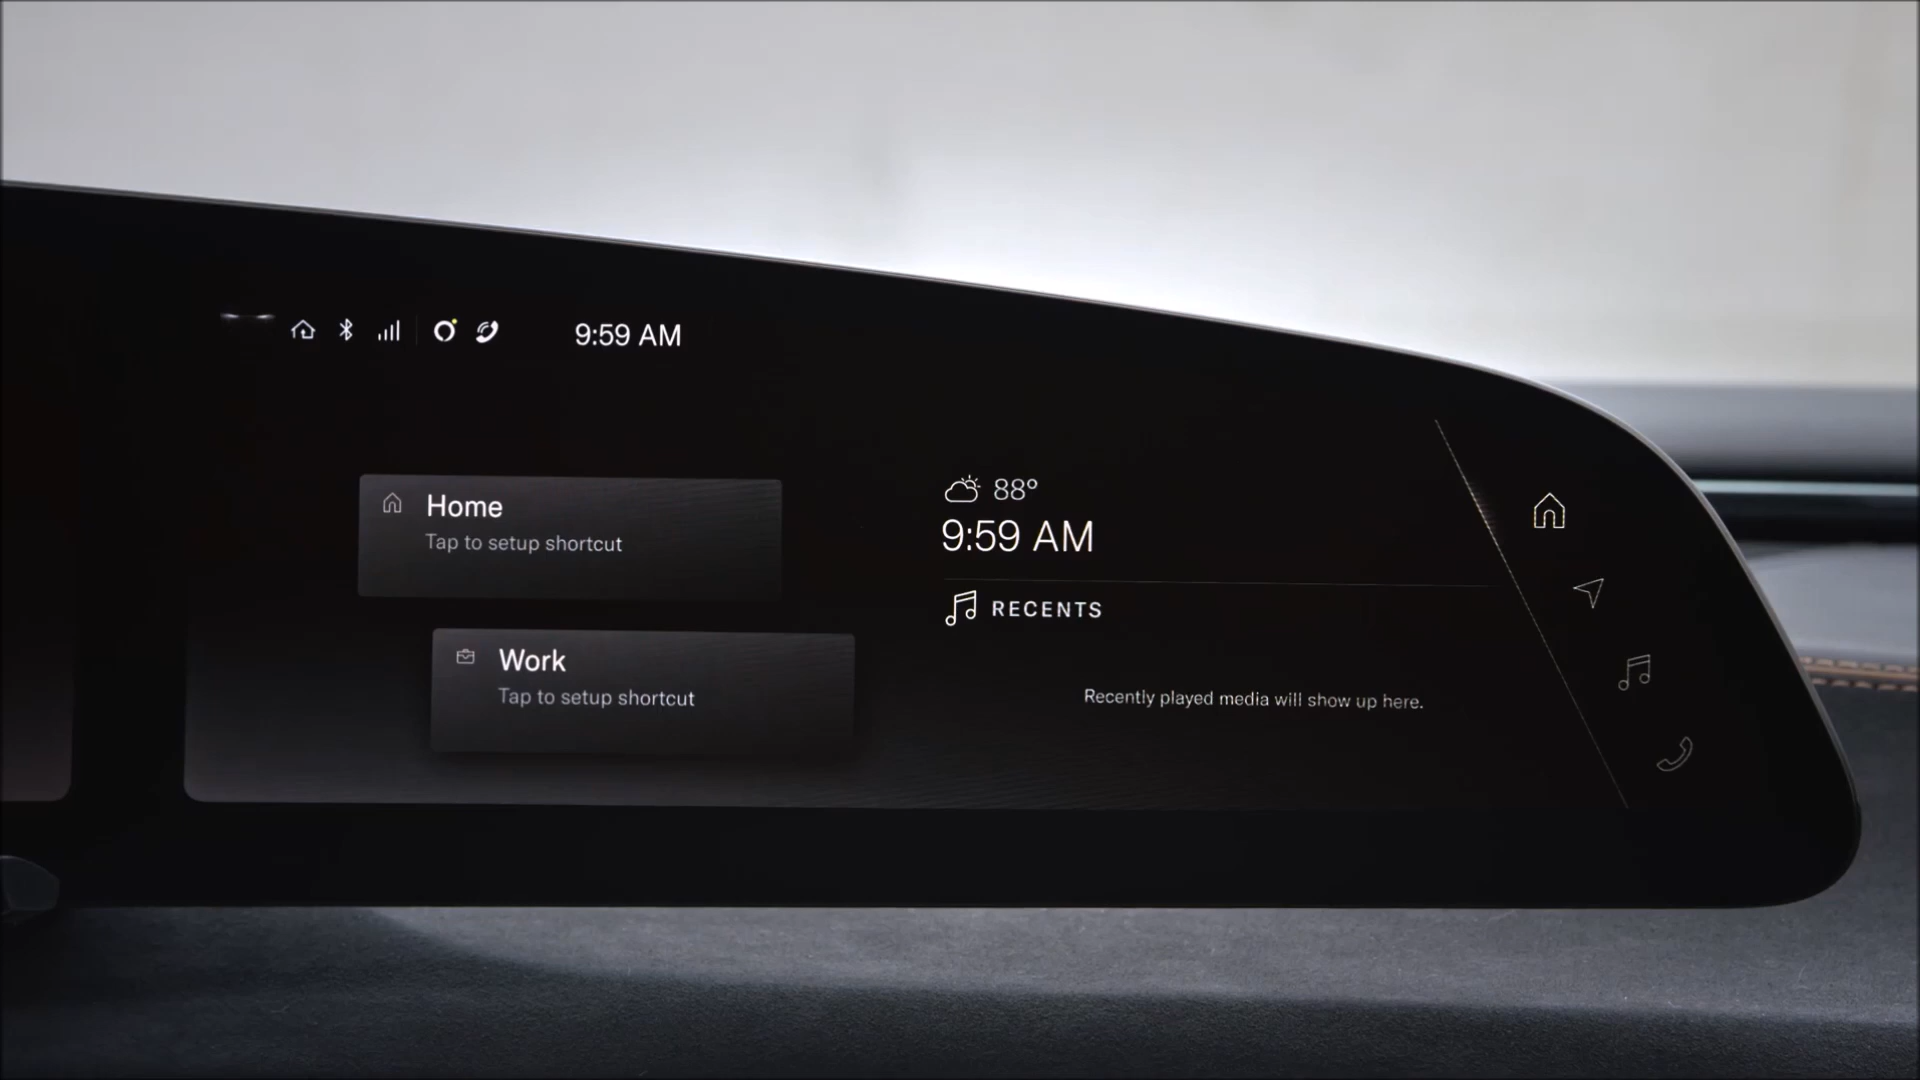 9:59 AM
Home
Tap to setup shortcut
Work
Tap to setup shortcut
88°
9:59 AM
RECENTS
Recently played media will show up here.